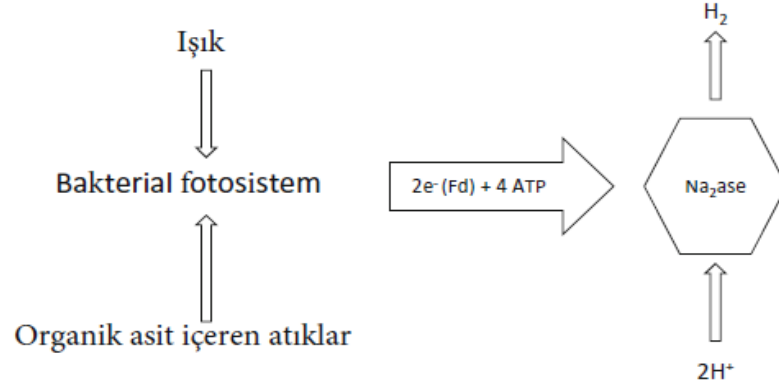 H₂
Işık
Bakterial fotosistem
2e⁻(Fd) + 4 ATP
Na₂ase
Organik asit içeren atıklar
2H⁺